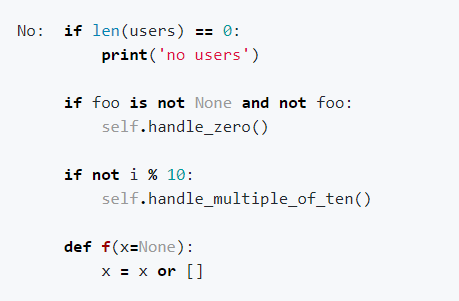 No:  if len(users) == 0:
         print('no users')

     if foo is not None and not foo:
         self.handle_zero()

     if not i % 10:
         self.handle_multiple_of_ten()

     def f(x=None):
         x = x or []